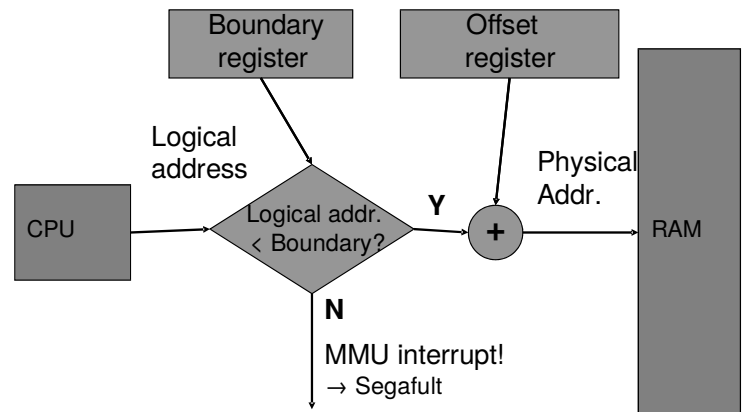 Boundary
register
Offset
register
Logical
address
Physical
Addr.
CPU
Logical addr.
< Boundary?
Y
+
RAM
N
MMU interrupt!
→ Segafult